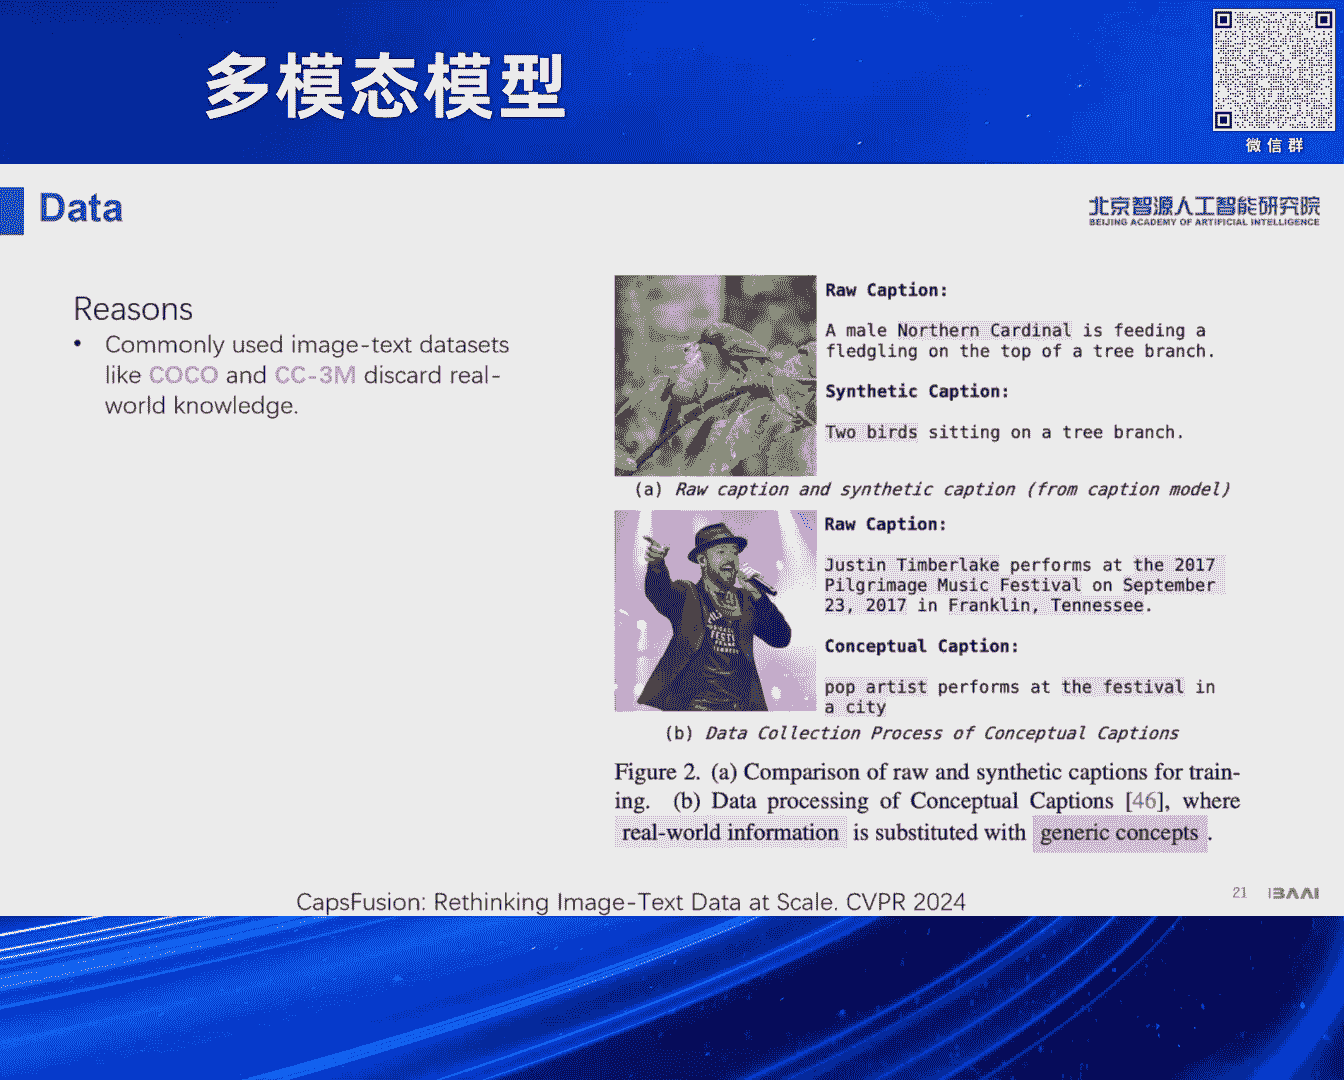 多模态模型
微信群
Data
北京智源人工智能研究院
BEIJING ACADEMY OF ARTIFICIAL INTELLIGENCE
Reasons
• Commonly used image-text datasets
like COCO and CC-3M discard real-
world knowledge.
Raw Caption:
A male Northern Cardinal is feeding a
fledgling on the top of a tree branch.
Synthetic Caption:
Two birds sitting on a tree branch.
(a) Raw caption and synthetic caption (from caption model)
Raw Caption:
Justin Timberlake performs at the 2017
Pilgrimage Music Festival on September
23, 2017 in Franklin, Tennessee.
Conceptual Caption:
pop artist performs at the festival in
a city
(b) Data Collection Process of Conceptual Captions
Figure 2. (a) Comparison of raw and synthetic captions for train-
ing. (b) Data processing of Conceptual Captions [46], where
real-world information is substituted with generic concepts.
CapsFusion: Rethinking Image-Text Data at Scale. CVPR 2024
21
BAAI